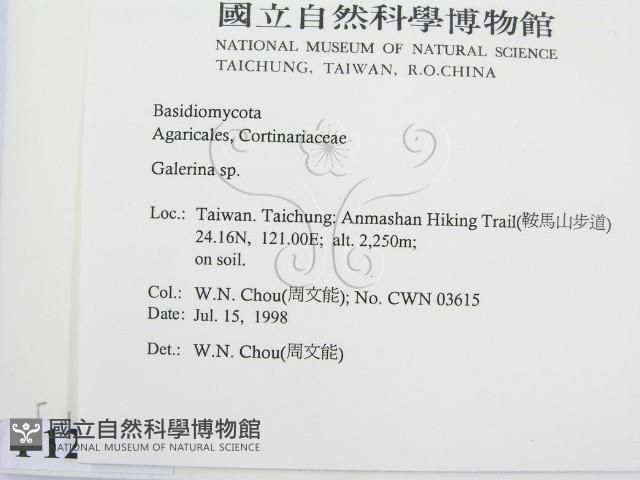 國立自然科學博物館
NATIONAL MUSEUM OF NATURAL SCIENCE
TAICHUNG, TAIWAN, R.O.CHINA
Basidiomycota
Agaricales, Cortinariaceae
Galerina sp.
Loc.: Taiwan. Taichung: Anmashan Hiking Trail(鞍馬山步道)
24.16N, 121.00E; alt. 2,250m;
on soil.
Col.: W.N. Chou(周文能); No. CWN 03615
Date: Jul. 15, 1998
Det.: W.N. Chou(周文能)
國立自然科學博物館
NATIONAL MUSEUM OF NATURAL SCIENCE
12